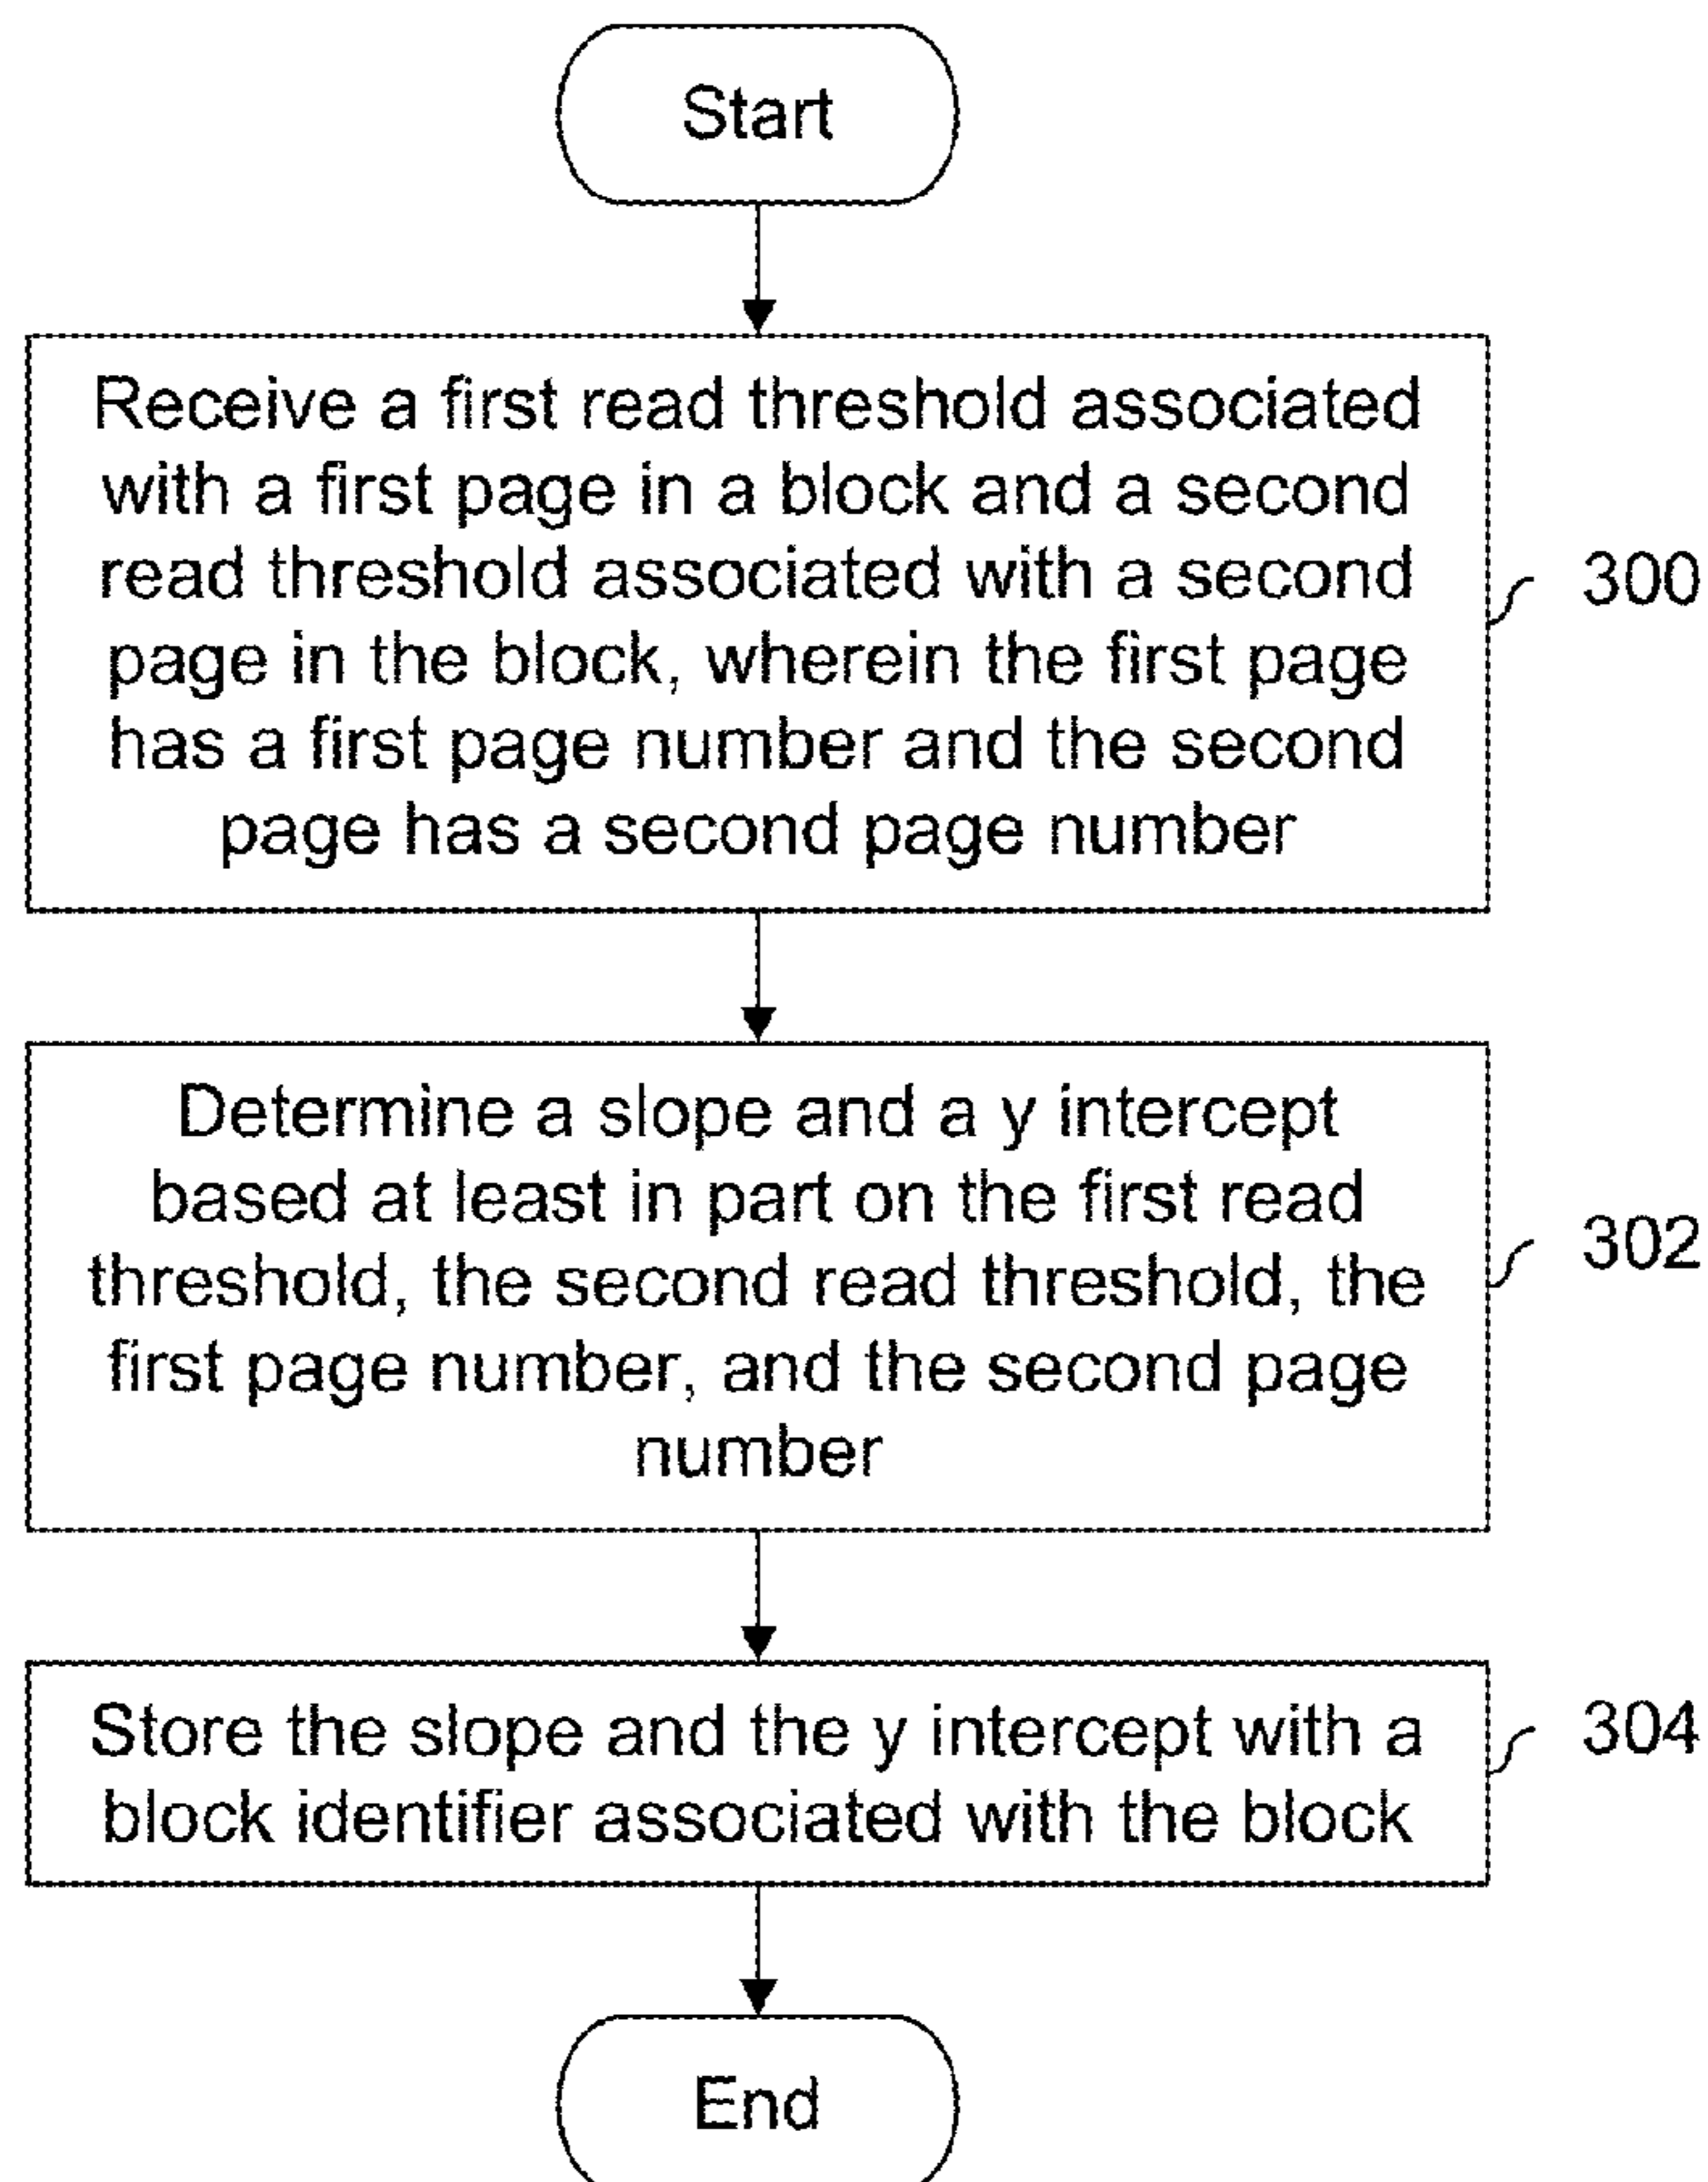 Start
Receive a first read threshold associated
with a first page in a block and a second
read threshold associated with a second
page in the block, wherein the first page
has a first page number and the second
page has a second page number
300
Determine a slope and a y intercept
based at least in part on the first read
threshold, the second read threshold, the
first page number, and the second page
number
302
Store the slope and the y intercept with a
block identifier associated with the block
304
End